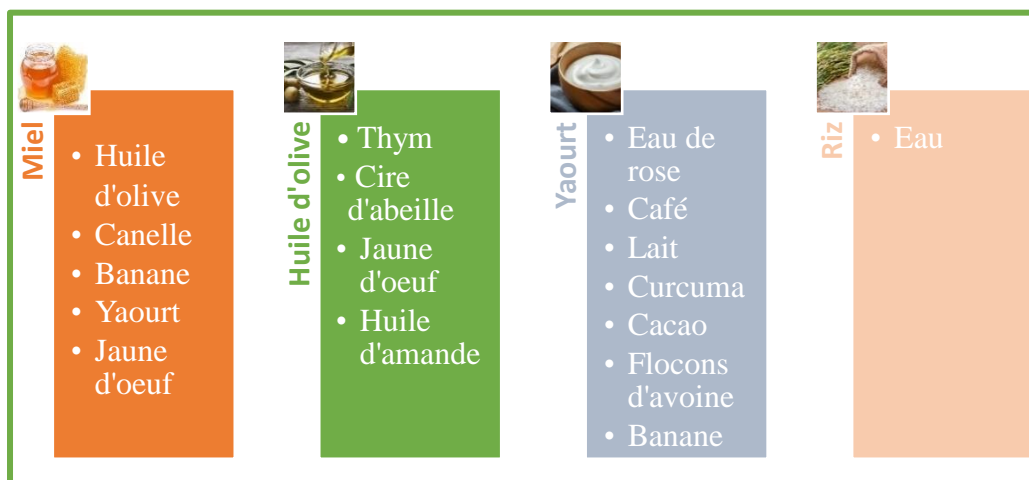 Miel
• Huile
d'olive
• Canelle
• Banane
• Yaourt
• Jaune
d'oeuf
Huile d'olive
• Thym
• Cire
d'abeille
• Jaune
d'oeuf
• Huile
d'amande
Yaourt
• Eau de
rose
• Café
• Lait
• Curcuma
• Cacao
• Flocons
d'avoine
• Banane
Riz
• Eau